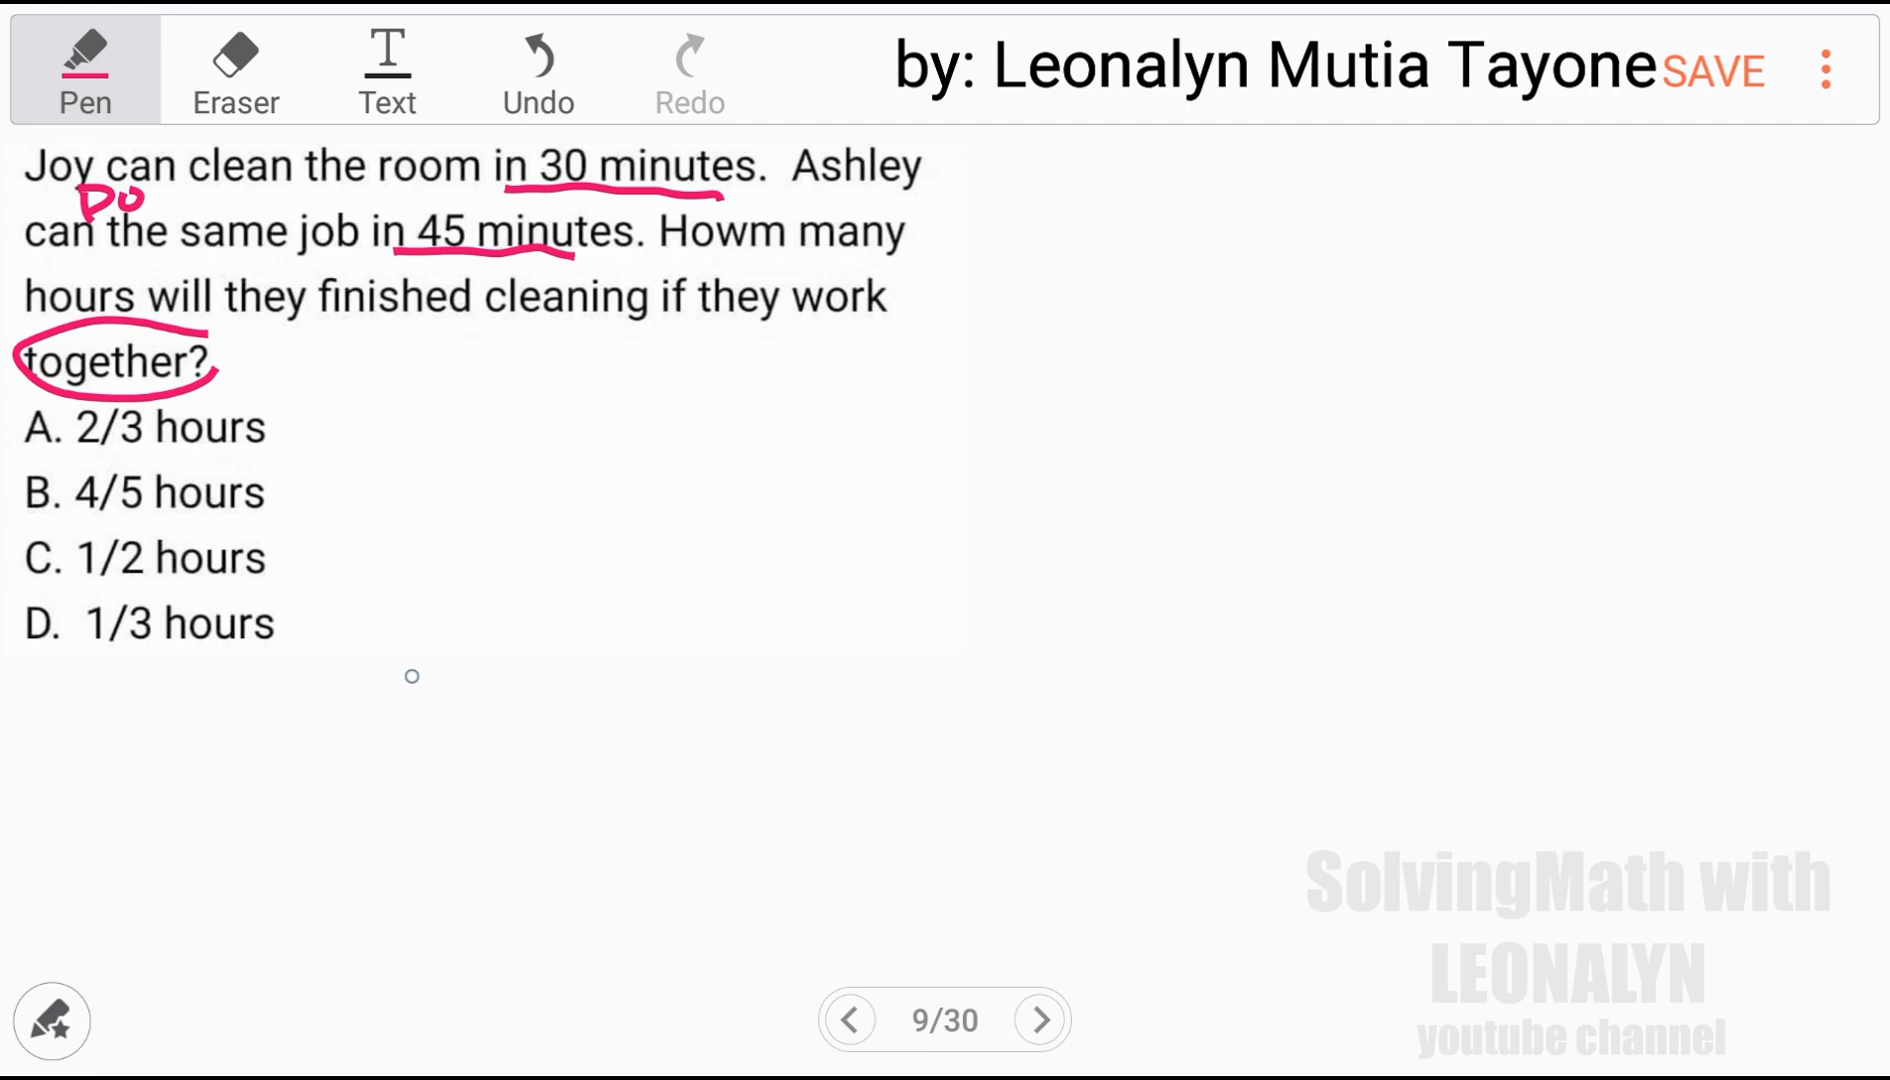 by: Leonalyn Mutia Tayone SAVE
Pen Eraser Text Undo Redo
Joy can clean the room in 30 minutes. Ashley
DO
can the same job in 45 minutes. Howm many
hours will they finished cleaning if they work
together?
A. 2/3 hours
B. 4/5 hours
C. 1/2 hours
D. 1/3 hours
9/30
SolvingMath with
LEONALYN
youtube channel